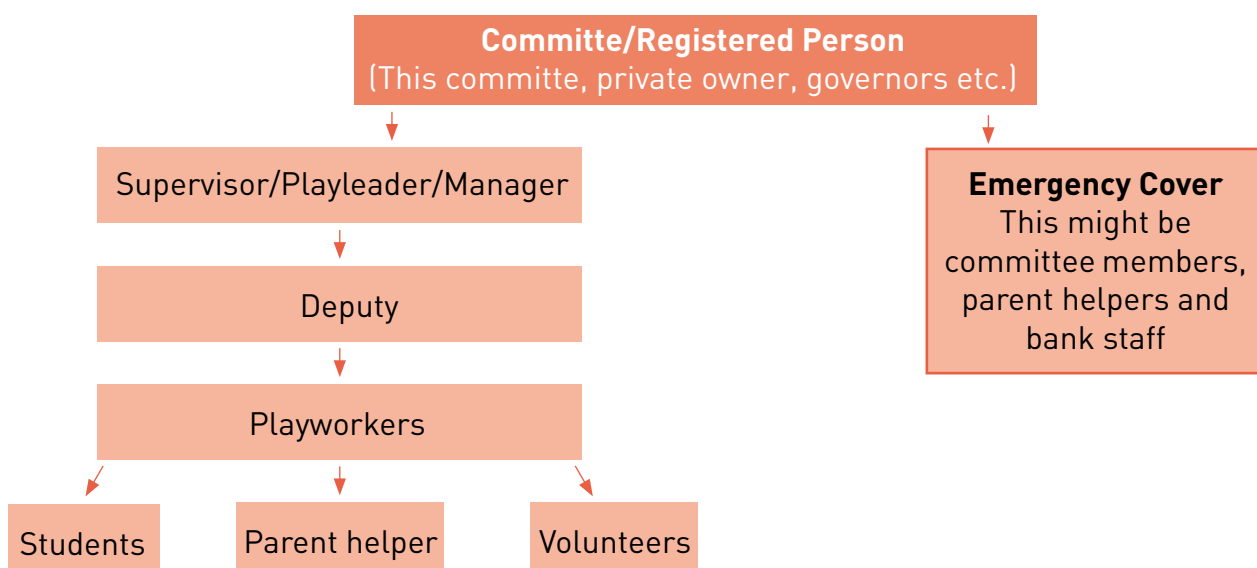 Committe/Registered Person
(This committe, private owner, governors etc.)
Supervisor/Playleader/Manager
Deputy
Playworkers
Students
Parent helper
Volunteers
Emergency Cover
This might be
committee members,
parent helpers and
bank staff